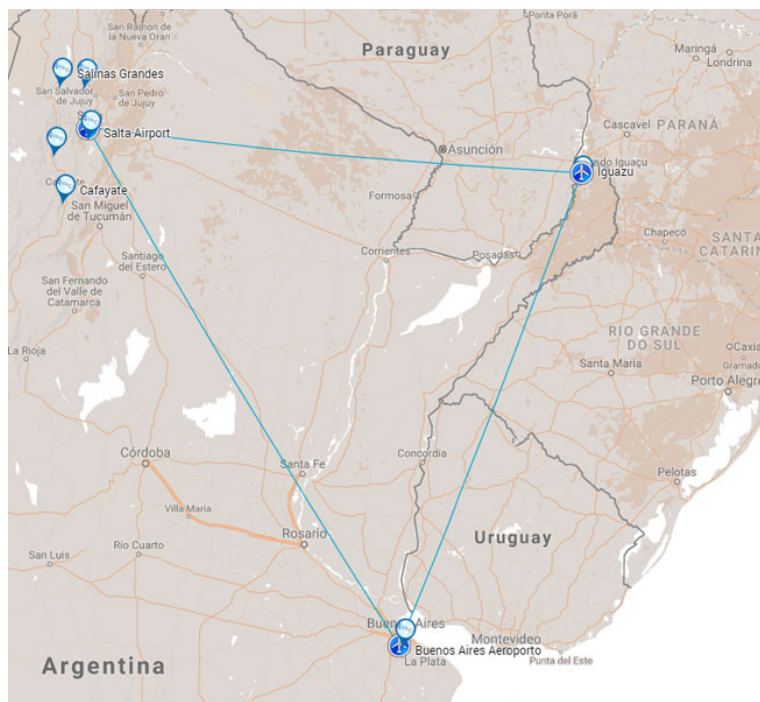 Ponta Porã
San Ramón de
la Nueva Orán
Paraguay
Maringá
Londrina
Salinas Grandes
San Salvador
de Jujuy
San Pedro
de Jujuy
Cascavel
PARANÁ
Salta Airport
Asunción
do Iguaçu
Iguazu
Formosa
Cafayate
San Miguel
de Tucumán
Chapecó
SANTA
CATARIN
Corrientes
Posadas
Santiago
del Estero
San Fernando
del Valle de
Catamarca
RIO GRANDE
DO SUL
Caxia
La Rioja
Gramado
Santa Maria
Porto Alegre
Córdoba
Concordia
Santa Fe
Pelotas
Villa María
Rosario
Uruguay
San Luis
Río Cuarto
Buenos Aires
Montevideo
Buenos Aires Aeroporto
La Plata
Punta del Este
Argentina